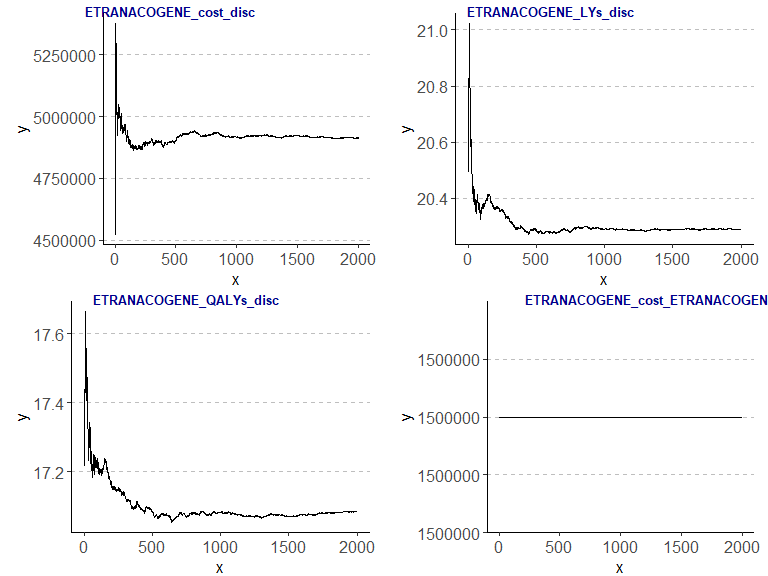 ETRANACOGENE_cost_disc
5250000
5000000
4750000
4500000
y
0 500 1000 1500 2000
x
ETRANACOGENE_LYs_disc
21.0
20.8
20.6
20.4
y
0 500 1000 1500 2000
x
ETRANACOGENE_QALYs_disc
17.6
17.4
17.2
y
0 500 1000 1500 2000
x
ETRANACOGENE_cost_ETRANACOGEN
1500000
1500000
1500000
1500000
y
0 500 1000 1500 2000
x